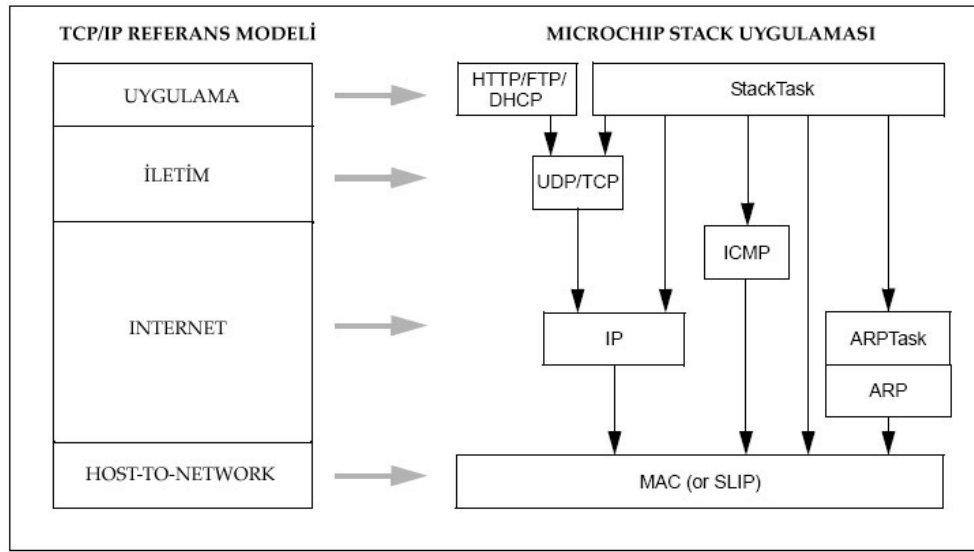 TCP/IP REFERANS MODELİ
UYGULAMA
İLETİM
INTERNET
HOST-TO-NETWORK
MICROCHIP STACK UYGULAMASI
HTTP/FTP/
DHCP
StackTask
UDP/TCP
ICMP
IP
ARPTask
ARP
MAC (or SLIP)